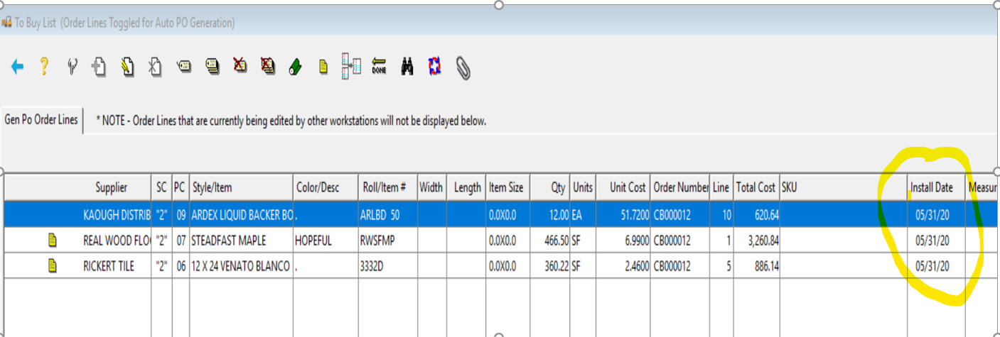 To Buy List (Order Lines Toggled for Auto PO Generation)
DONE
Gen Po Order Lines * NOTE - Order Lines that are currently being edited by other workstations will not be displayed below.
Supplier SC PC Style/Item Color/Desc Roll/Item # Width Length Item Size Qty Units Unit Cost Order Number Line Total Cost SKU Install Date Measur
KAOUGH DISTRIB "2" 09 ARDEX LIQUID BACKER BO . ARLBD 50 0.0X0.0 12.00 EA 51.7200 CB000012 10 620.64 05/31/20
REAL WOOD FLO "2" 07 STEADFAST MAPLE HOPEFUL RWSFMP 0.0X0.0 466.50 SF 6.9900 CB000012 1 3,260.84 05/31/20
RICKERT TILE "2" 06 12 X 24 VENATO BLANCO . 3332D 0.0X0.0 360.22 SF 2.4600 CB000012 5 886.14 05/31/20